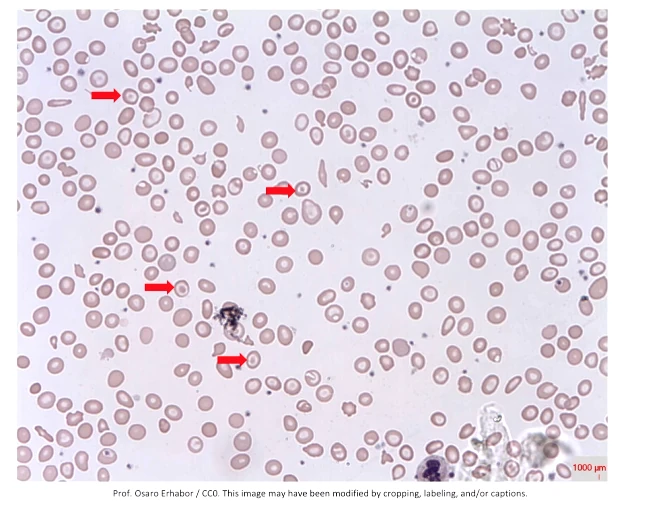 1000 µm
Prof. Osaro Erhabor / CC0. This image may have been modified by cropping, labeling, and/or captions.